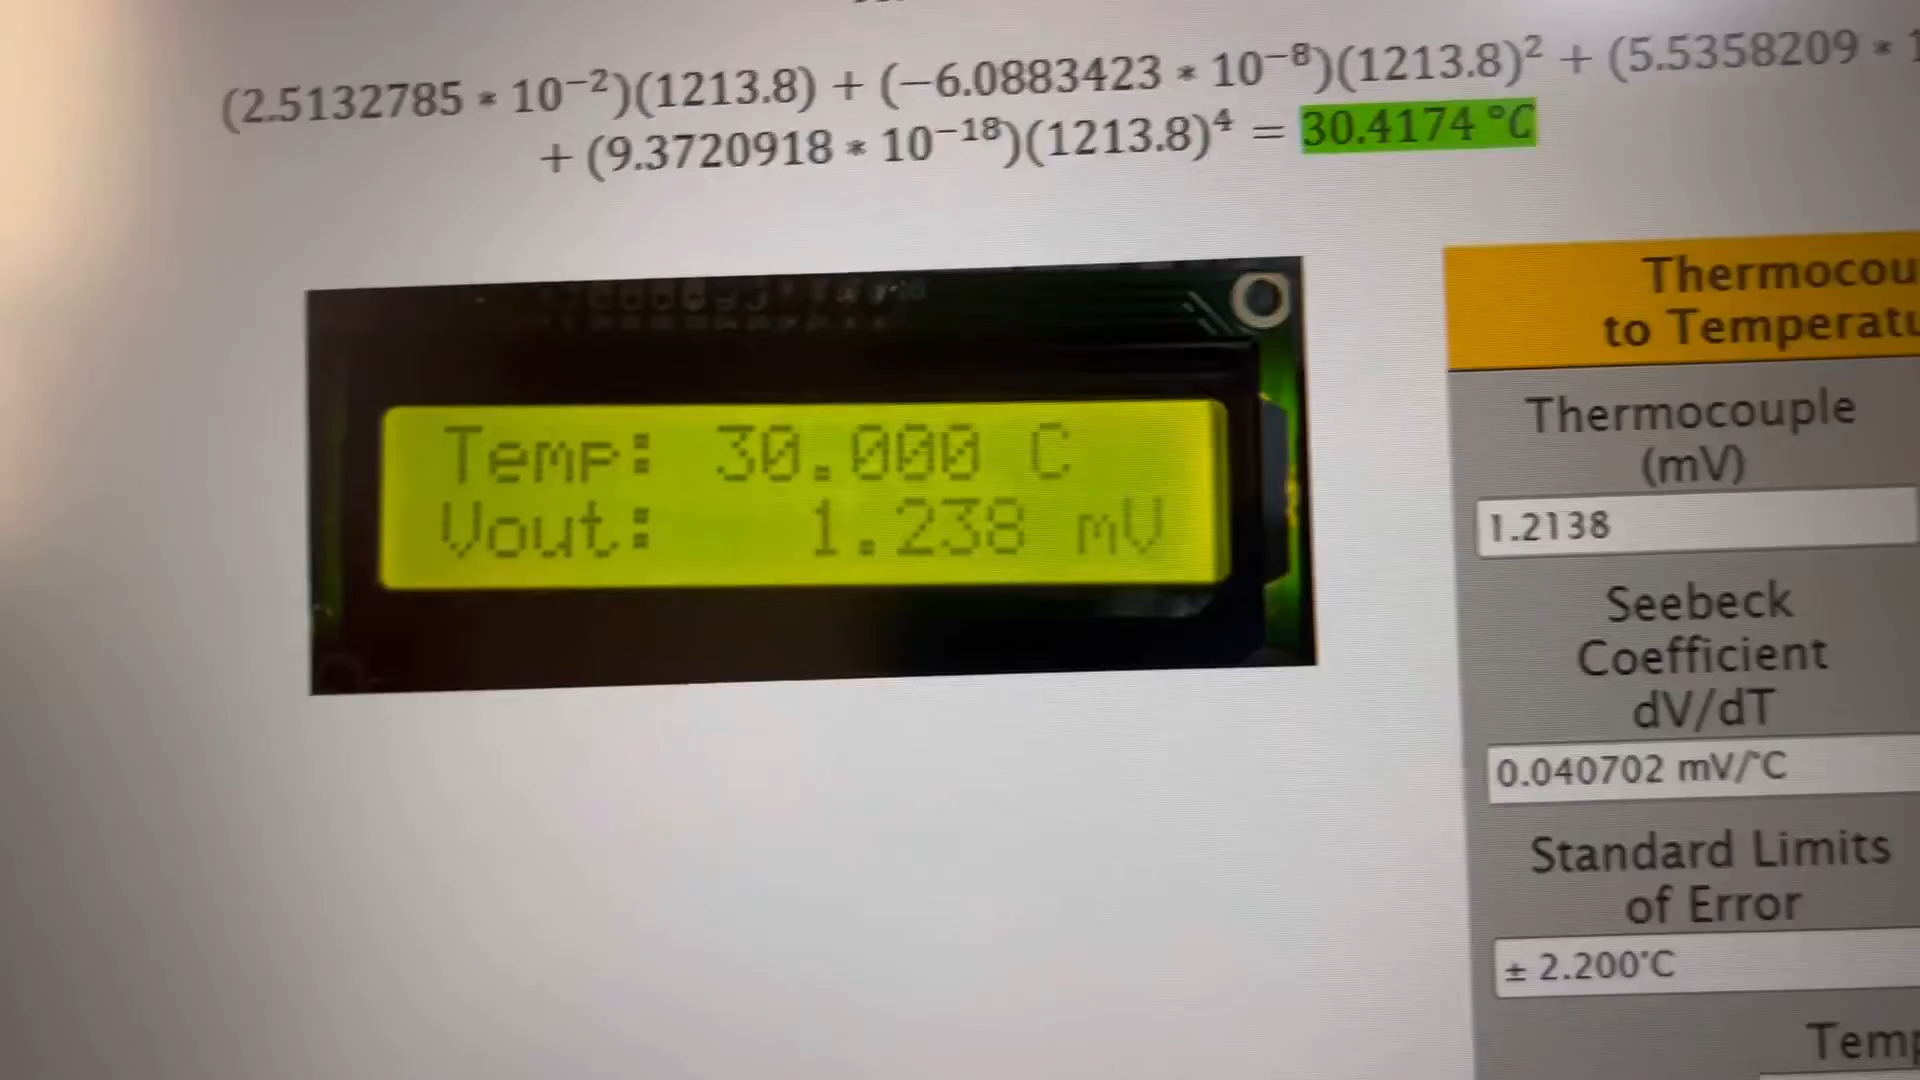 (2.5132785 * 10⁻²)(1213.8) + (−6.0883423 * 10⁻⁸)(1213.8)² + (5.5358209 * 1
+ (9.3720918 * 10⁻¹⁸)(1213.8)⁴ = 30.4174 °C
Temp: 30.000 C
Vout: 1.238 mV
Thermocou
to Temperatu
Thermocouple
(mV)
1.2138
Seebeck
Coefficient
dV/dT
0.040702 mV/°C
Standard Limits
of Error
± 2.200°C
Temp